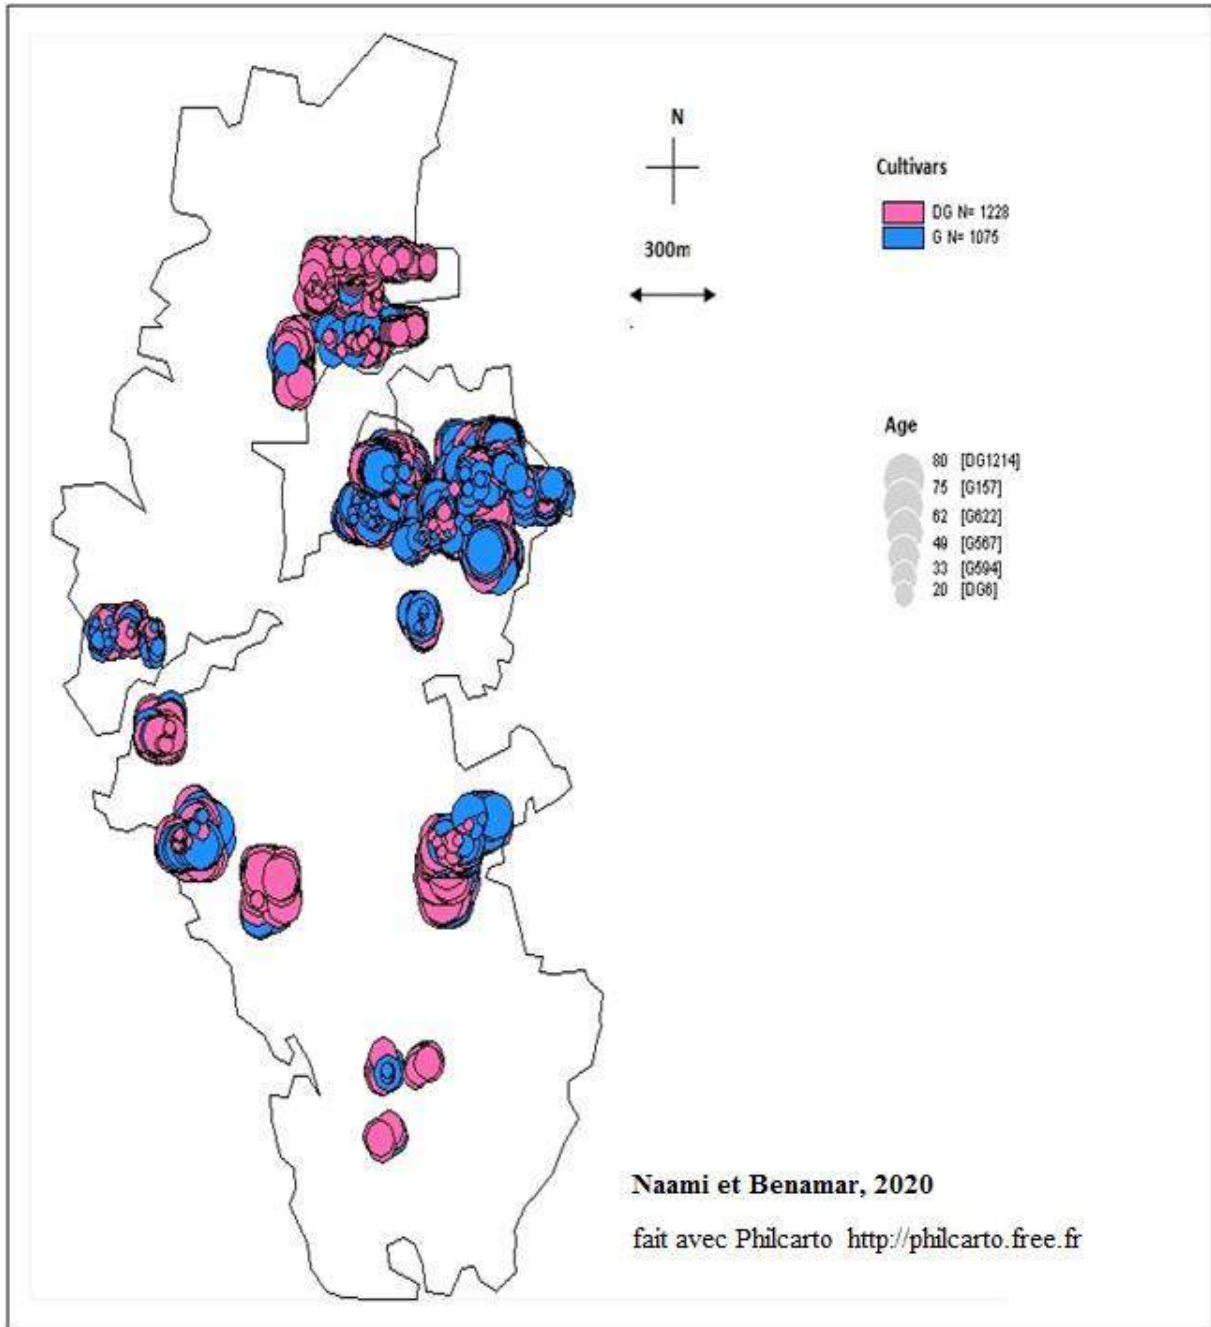 N
300m
Cultivars
DG N= 1228
G N= 1075
Age
80 [DG1214]
75 [G157]
62 [G622]
49 [G567]
33 [G594]
20 [DG6]
Naami et Benamar, 2020
fait avec Philcarto http://philcarto.free.fr